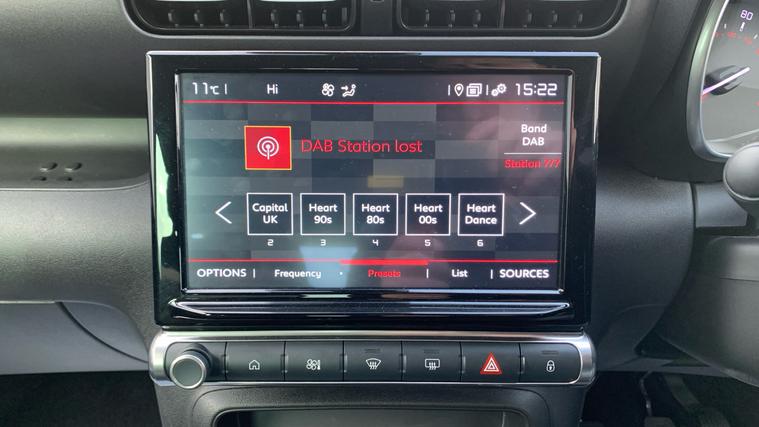 11°C Hi 15:22
DAB Station lost
Band
DAB
Station ???
Capital
UK
Heart
90s
Heart
80s
Heart
00s
Heart
Dance
2 3 4 5 6
OPTIONS Frequency Presets List SOURCES
80